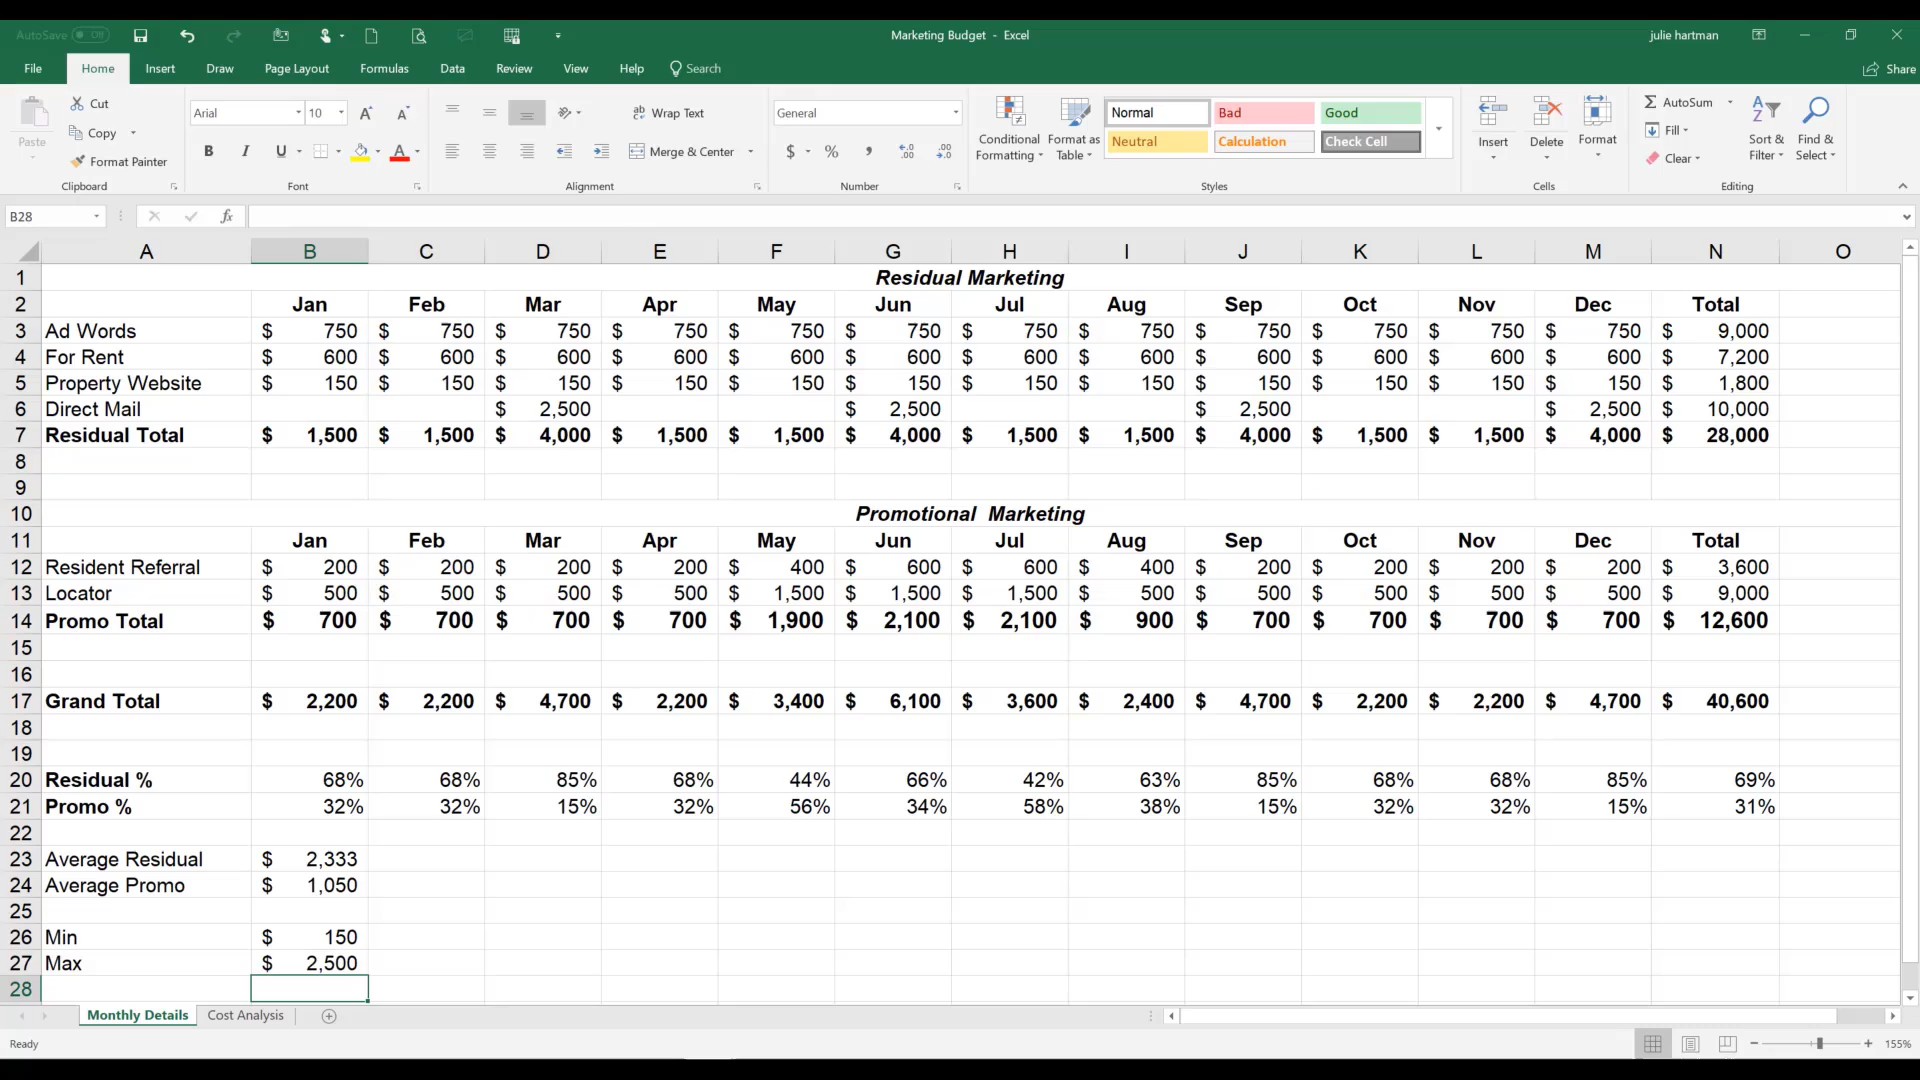 AutoSave Off Marketing Budget - Excel julie hartman
File Home Insert Draw Page Layout Formulas Data Review View Help Search Share
Paste Cut Copy Format Painter
Arial 10 Wrap Text Merge & Center General
B I U A $ % ,
Conditional Formatting Format as Table
Normal Bad Good
Neutral Calculation Check Cell
Insert Delete Format
AutoSum Fill Clear Sort & Filter Find & Select
Clipboard Font Alignment Number Styles Cells Editing
B28 fx
A B C D E F G H I J K L M N O
1 Residual Marketing
2 Jan Feb Mar Apr May Jun Jul Aug Sep Oct Nov Dec Total
3 Ad Words $ 750 $ 750 $ 750 $ 750 $ 750 $ 750 $ 750 $ 750 $ 750 $ 750 $ 750 $ 750 $ 9,000
4 For Rent $ 600 $ 600 $ 600 $ 600 $ 600 $ 600 $ 600 $ 600 $ 600 $ 600 $ 600 $ 600 $ 7,200
5 Property Website $ 150 $ 150 $ 150 $ 150 $ 150 $ 150 $ 150 $ 150 $ 150 $ 150 $ 150 $ 150 $ 1,800
6 Direct Mail $ 2,500 $ 2,500 $ 2,500 $ 2,500 $ 10,000
7 Residual Total $ 1,500 $ 1,500 $ 4,000 $ 1,500 $ 1,500 $ 4,000 $ 1,500 $ 1,500 $ 4,000 $ 1,500 $ 1,500 $ 4,000 $ 28,000
8
9
10 Promotional Marketing
11 Jan Feb Mar Apr May Jun Jul Aug Sep Oct Nov Dec Total
12 Resident Referral $ 200 $ 200 $ 200 $ 200 $ 400 $ 600 $ 600 $ 400 $ 200 $ 200 $ 200 $ 200 $ 3,600
13 Locator $ 500 $ 500 $ 500 $ 500 $ 1,500 $ 1,500 $ 1,500 $ 500 $ 500 $ 500 $ 500 $ 500 $ 9,000
14 Promo Total $ 700 $ 700 $ 700 $ 700 $ 1,900 $ 2,100 $ 2,100 $ 900 $ 700 $ 700 $ 700 $ 700 $ 12,600
15
16
17 Grand Total $ 2,200 $ 2,200 $ 4,700 $ 2,200 $ 3,400 $ 6,100 $ 3,600 $ 2,400 $ 4,700 $ 2,200 $ 2,200 $ 4,700 $ 40,600
18
19
20 Residual % 68% 68% 85% 68% 44% 66% 42% 63% 85% 68% 68% 85% 69%
21 Promo % 32% 32% 15% 32% 56% 34% 58% 38% 15% 32% 32% 15% 31%
22
23 Average Residual $ 2,333
24 Average Promo $ 1,050
25
26 Min $ 150
27 Max $ 2,500
28
Monthly Details Cost Analysis
Ready 155%